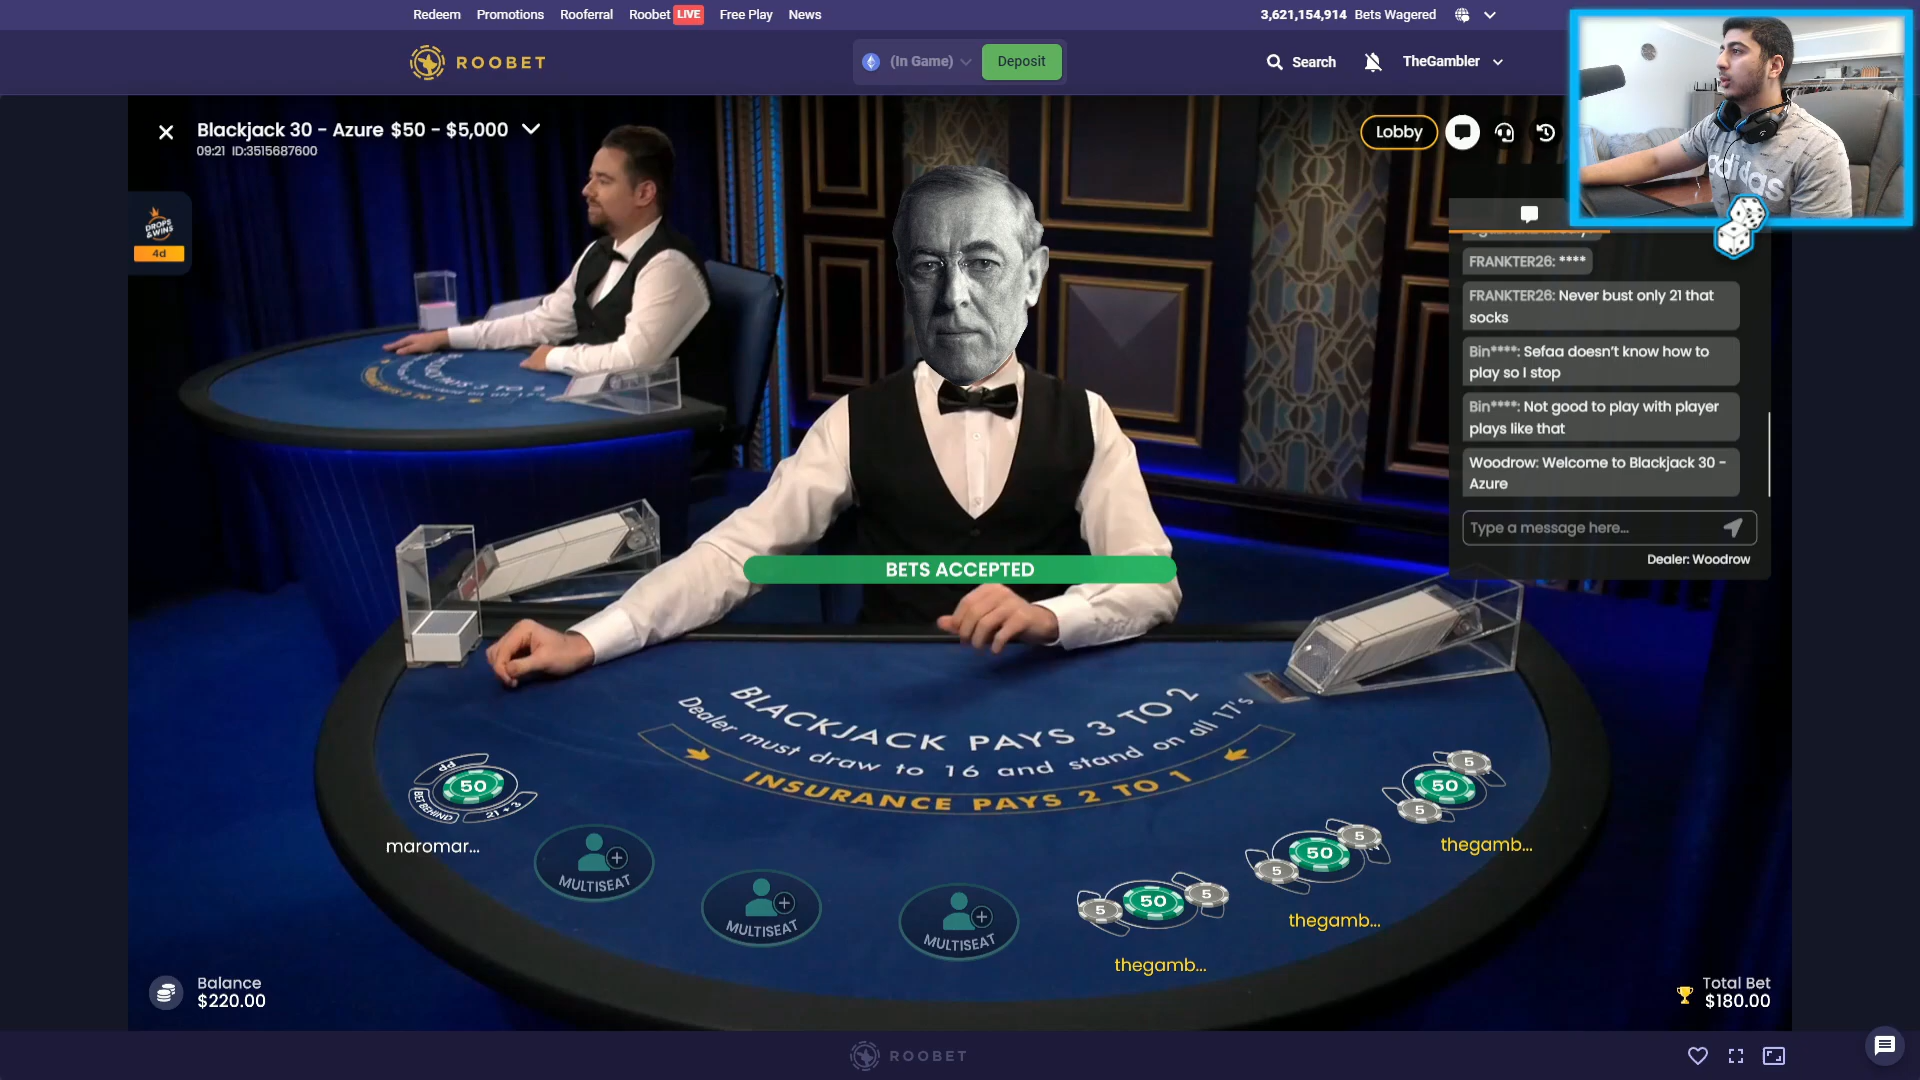 Redeem Promotions Rooferral Roobet LIVE Free Play News
3,621,154,914 Bets Wagered
ROOBET
(In Game) Deposit
Search TheGambler
Blackjack 30 - Azure $50 - $5,000
09:21 ID:3515687600
Lobby
DROPS
&WINS
4d
adidas
FRANKTER26: ****
FRANKTER26: Never bust only 21 that
socks
Bin****: Sefaa doesn't know how to
play so I stop
Bin****: Not good to play with player
plays like that
Woodrow: Welcome to Blackjack 30 -
Azure
Type a message here...
Dealer: Woodrow
BETS ACCEPTED
BLACKJACK PAYS 3 TO 2
Dealer must draw to 16 and stand on all 17's
INSURANCE PAYS 2 TO 1
PP
50
BET BEHIND
21 + 3
maromar...
MULTISEAT
MULTISEAT
MULTISEAT
5 50 5
thegamb...
5 50 5
thegamb...
5 50 5
thegamb...
Balance
$220.00
Total Bet
$180.00
ROOBET